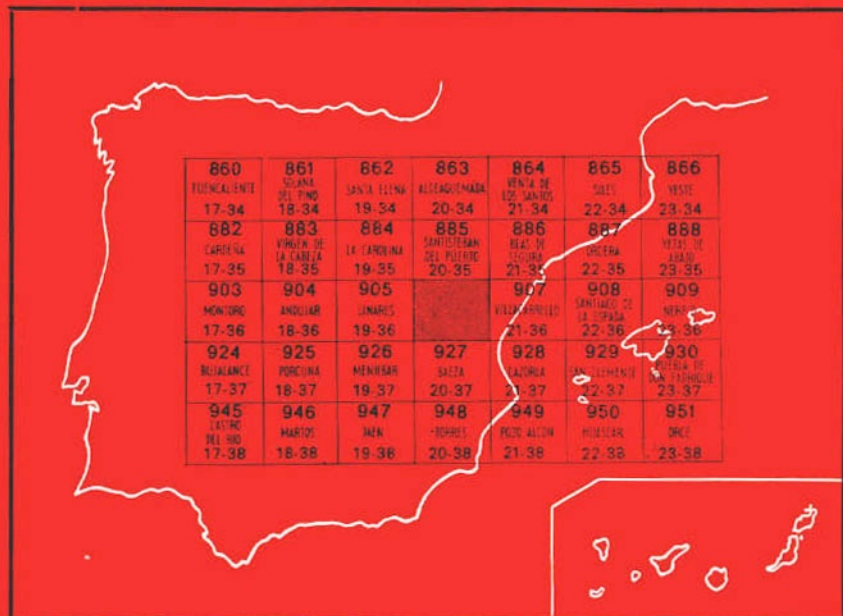 860 861 862 863 864 865 866
FUENCALIENTE SOLANA DEL PINO SANTA ELENA ALDEAQUEMADA VENTA DE LOS SANTOS SILES YESTE
17-34 18-34 19-34 20-34 21-34 22-34 23-34
882 883 884 885 886 887 888
CARDEÑA VIRGEN DE LA CABEZA LA CAROLINA SANTISTEBAN DEL PUERTO BEAS DE SEGURA ORCERA YETAS DE ABAJO
17-35 18-35 19-35 20-35 21-35 22-35 23-35
903 904 905 907 908 909
MONTORO ANDUJAR LINARES VILLACARRILLO SANTIAGO DE LA ESPADA
17-36 18-36 19-36 21-36 22-36 23-36
924 925 926 927 928 929 930
BUJALANCE PORCUNA MENJIBAR BAEZA CAZORLA SAN CLEMENTE PUEBLA DE DON FADRIQUE
17-37 18-37 19-37 20-37 21-37 22-37 23-37
945 946 947 948 949 950 951
CASTRO DEL RIO MARTOS JAEN TORRES POZO ALCON HUESCAR ORCE
17-38 18-38 19-38 20-38 21-38 22-38 23-38